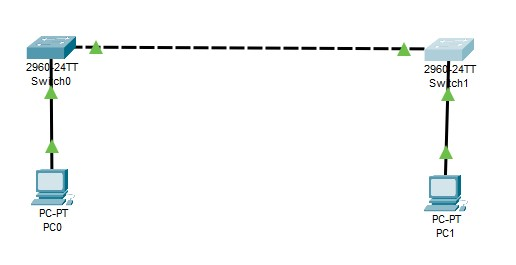 2960-24TT
Switch0
2960-24TT
Switch1
PC-PT
PC0
PC-PT
PC1